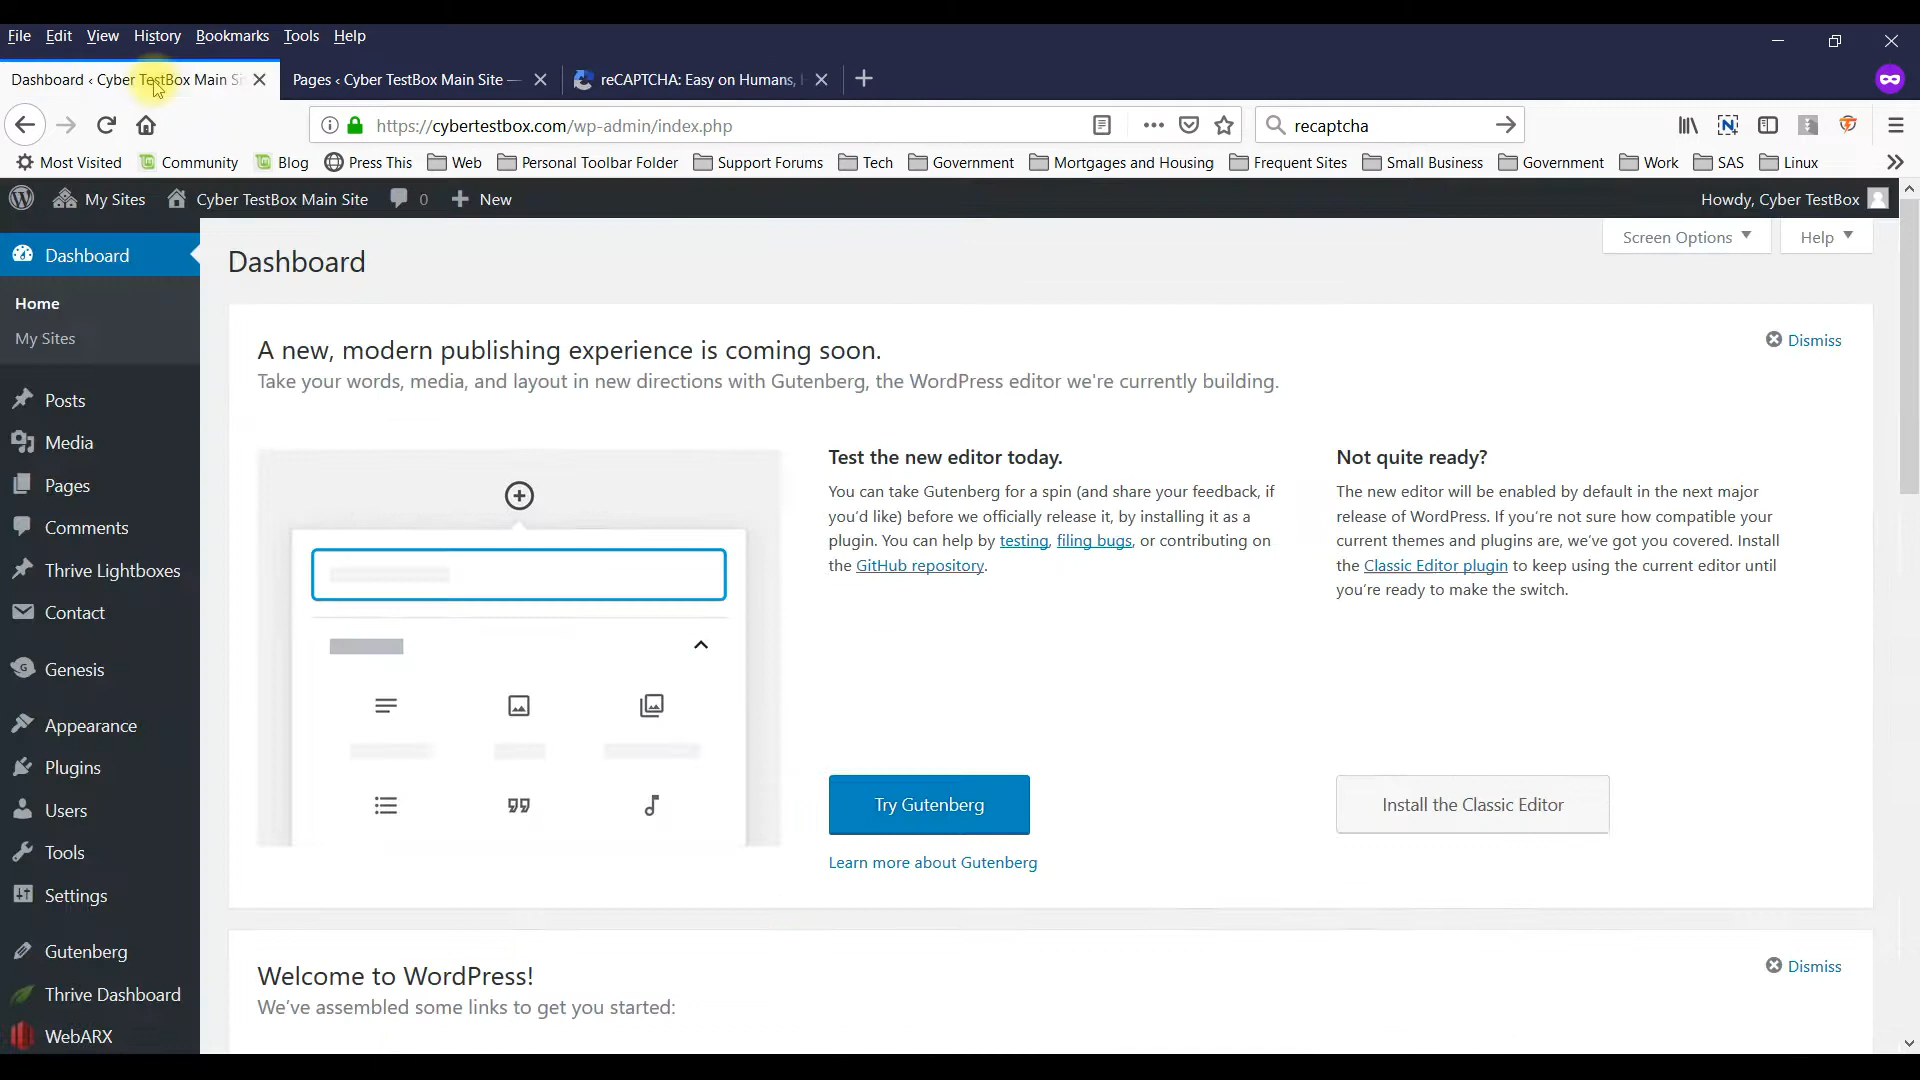 File Edit View History Bookmarks Tools Help
Dashboard ‹ Cyber TestBox Main Si
Pages ‹ Cyber TestBox Main Site —
reCAPTCHA: Easy on Humans,
https://cybertestbox.com/wp-admin/index.php
recaptcha
Most Visited Community Blog Press This Web Personal Toolbar Folder Support Forums Tech Government Mortgages and Housing Frequent Sites Small Business Government Work SAS Linux
My Sites Cyber TestBox Main Site 0 New Howdy, Cyber TestBox
Screen Options Help
Dashboard
Home
My Sites
Posts
Media
Pages
Comments
Thrive Lightboxes
Contact
Genesis
Appearance
Plugins
Users
Tools
Settings
Gutenberg
Thrive Dashboard
WebARX
Dashboard
A new, modern publishing experience is coming soon.
Dismiss
Take your words, media, and layout in new directions with Gutenberg, the WordPress editor we're currently building.
Test the new editor today.
You can take Gutenberg for a spin (and share your feedback, if
you'd like) before we officially release it, by installing it as a
plugin. You can help by testing, filing bugs, or contributing on
the GitHub repository.
Try Gutenberg
Learn more about Gutenberg
Not quite ready?
The new editor will be enabled by default in the next major
release of WordPress. If you're not sure how compatible your
current themes and plugins are, we've got you covered. Install
the Classic Editor plugin to keep using the current editor until
you're ready to make the switch.
Install the Classic Editor
Welcome to WordPress!
Dismiss
We've assembled some links to get you started: